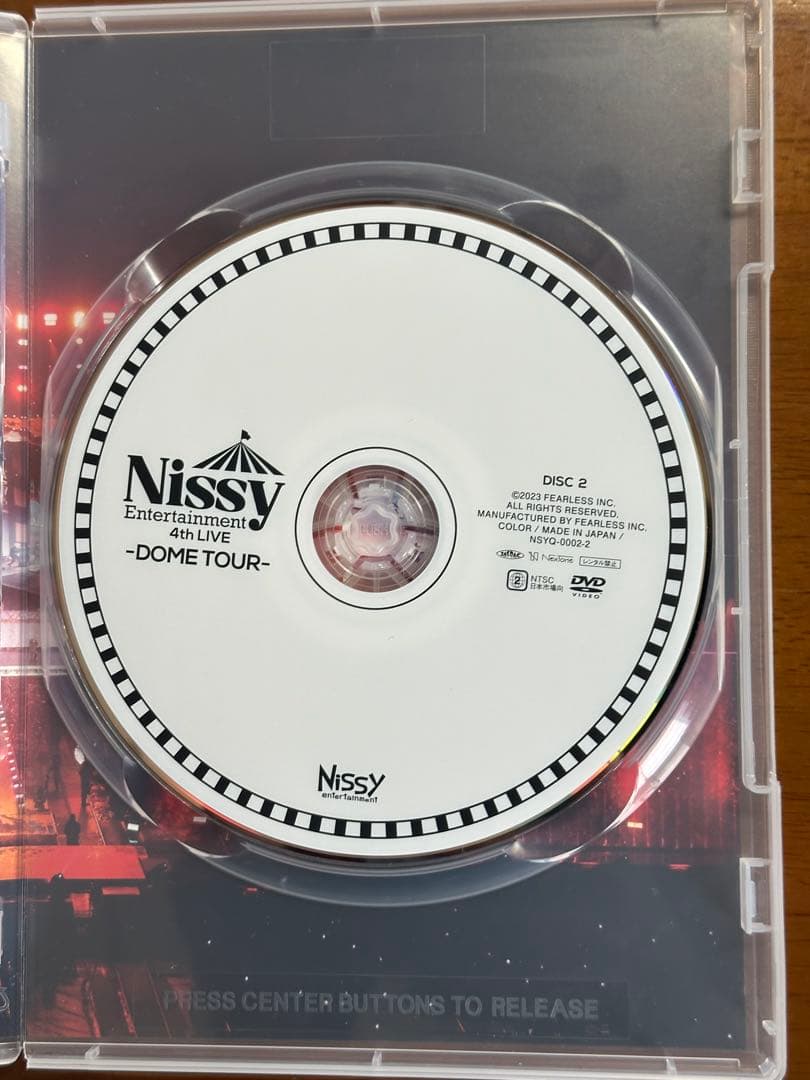 Nissy
Entertainment
4th LIVE
-DOME TOUR-
DISC 2
©2023 FEARLESS INC.
ALL RIGHTS RESERVED.
MANUFACTURED BY FEARLESS INC.
COLOR / MADE IN JAPAN /
NSYQ-0002-2
NexTone レンタル禁止
2 NTSC
日本市場向
DVD
VIDEO
Nissy
entertainment
PRESS CENTER BUTTONS TO RELEASE